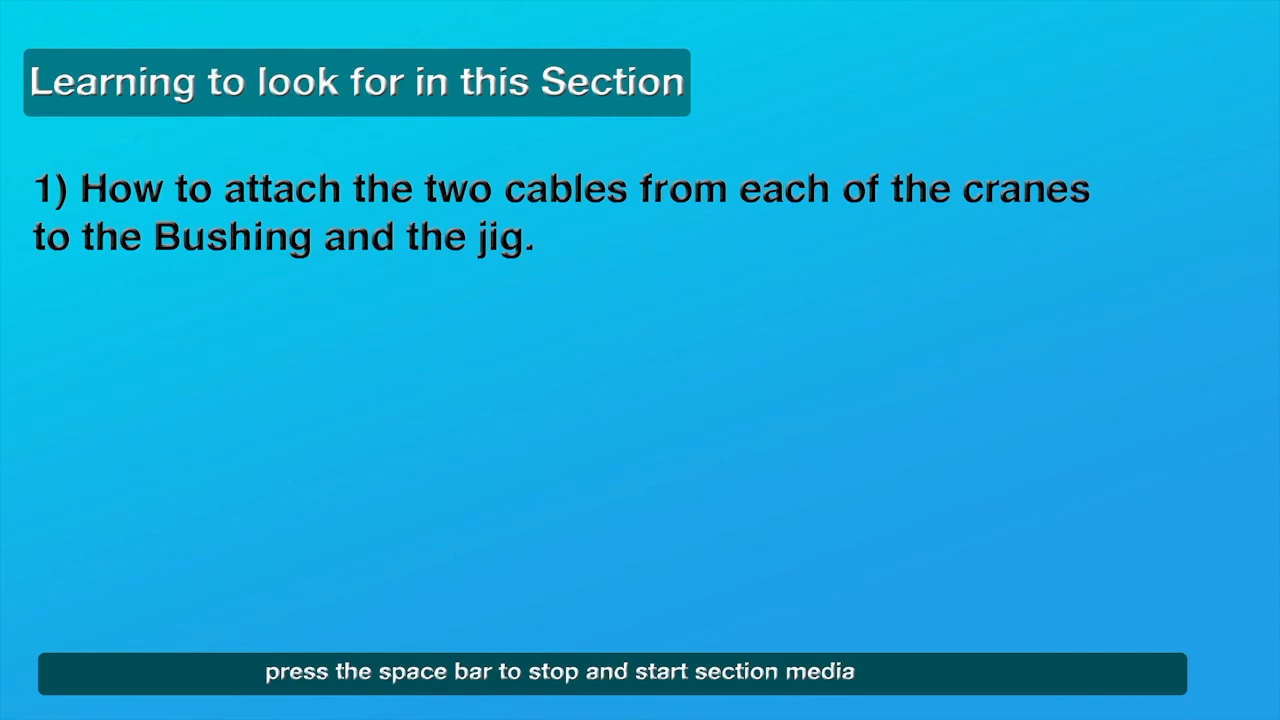 Learning to look for in this Section
1) How to attach the two cables from each of the cranes
to the Bushing and the jig.
press the space bar to stop and start section media